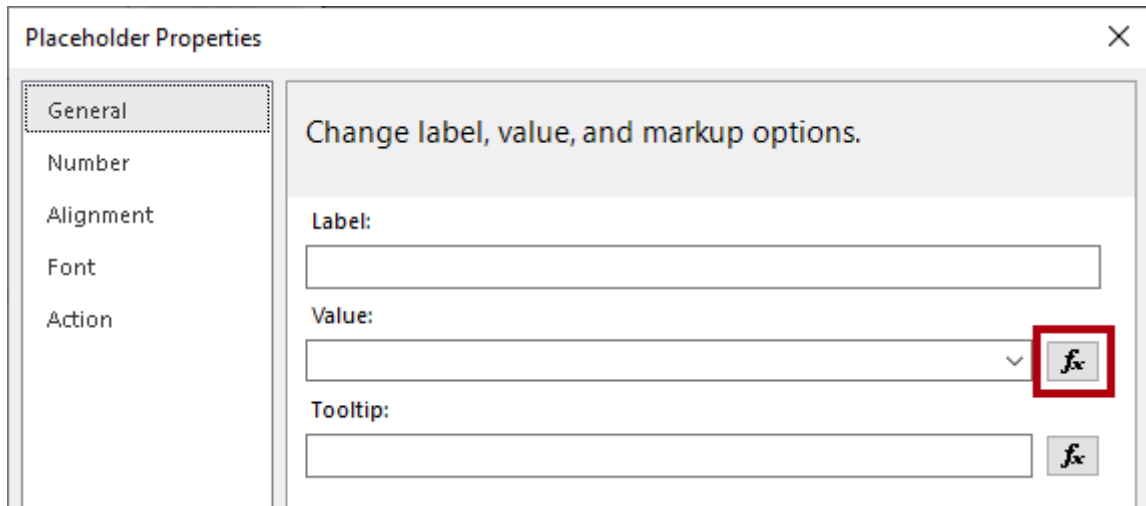 Placeholder Properties
General
Number
Alignment
Font
Action
Change label, value, and markup options.
Label:
Value:
fx
Tooltip:
fx